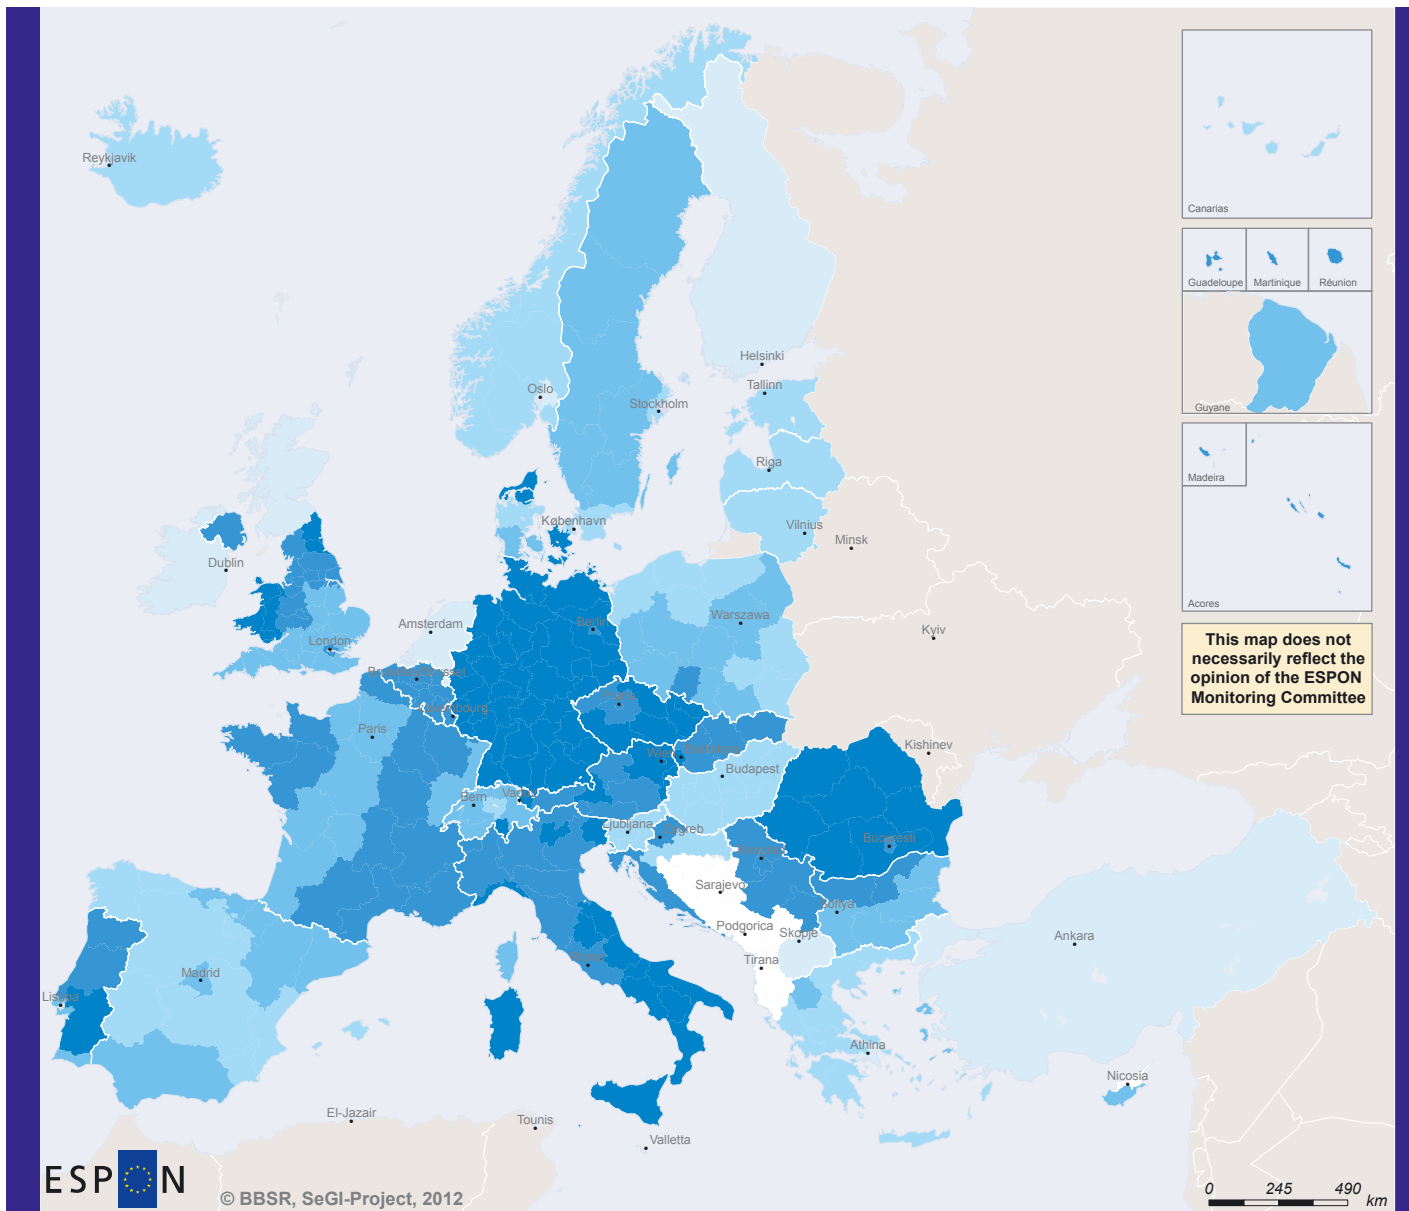 Reykjavik
Canarias
Guadeloupe
Martinique
Réunion
Guyane
Helsinki
Tallinn
Oslo
Stockholm
Riga
Madeira
København
Vilnius
Minsk
Dublin
Acores
Amsterdam
Berlin
Warszawa
Kyiv
London
This map does not
necessarily reflect the
opinion of the ESPON
Monitoring Committee
Paris
Kishinev
Wien
Budapest
Bern
Ljubljana
Zagreb
Bucuresti
Sarajevo
Sofiya
Podgorica
Skopje
Ankara
Madrid
Tirana
Roma
Lisboa
Athina
Nicosia
El-Jazair
Tounis
Valletta
ESPON
© BBSR, SeGI-Project, 2012
0 245 490
km